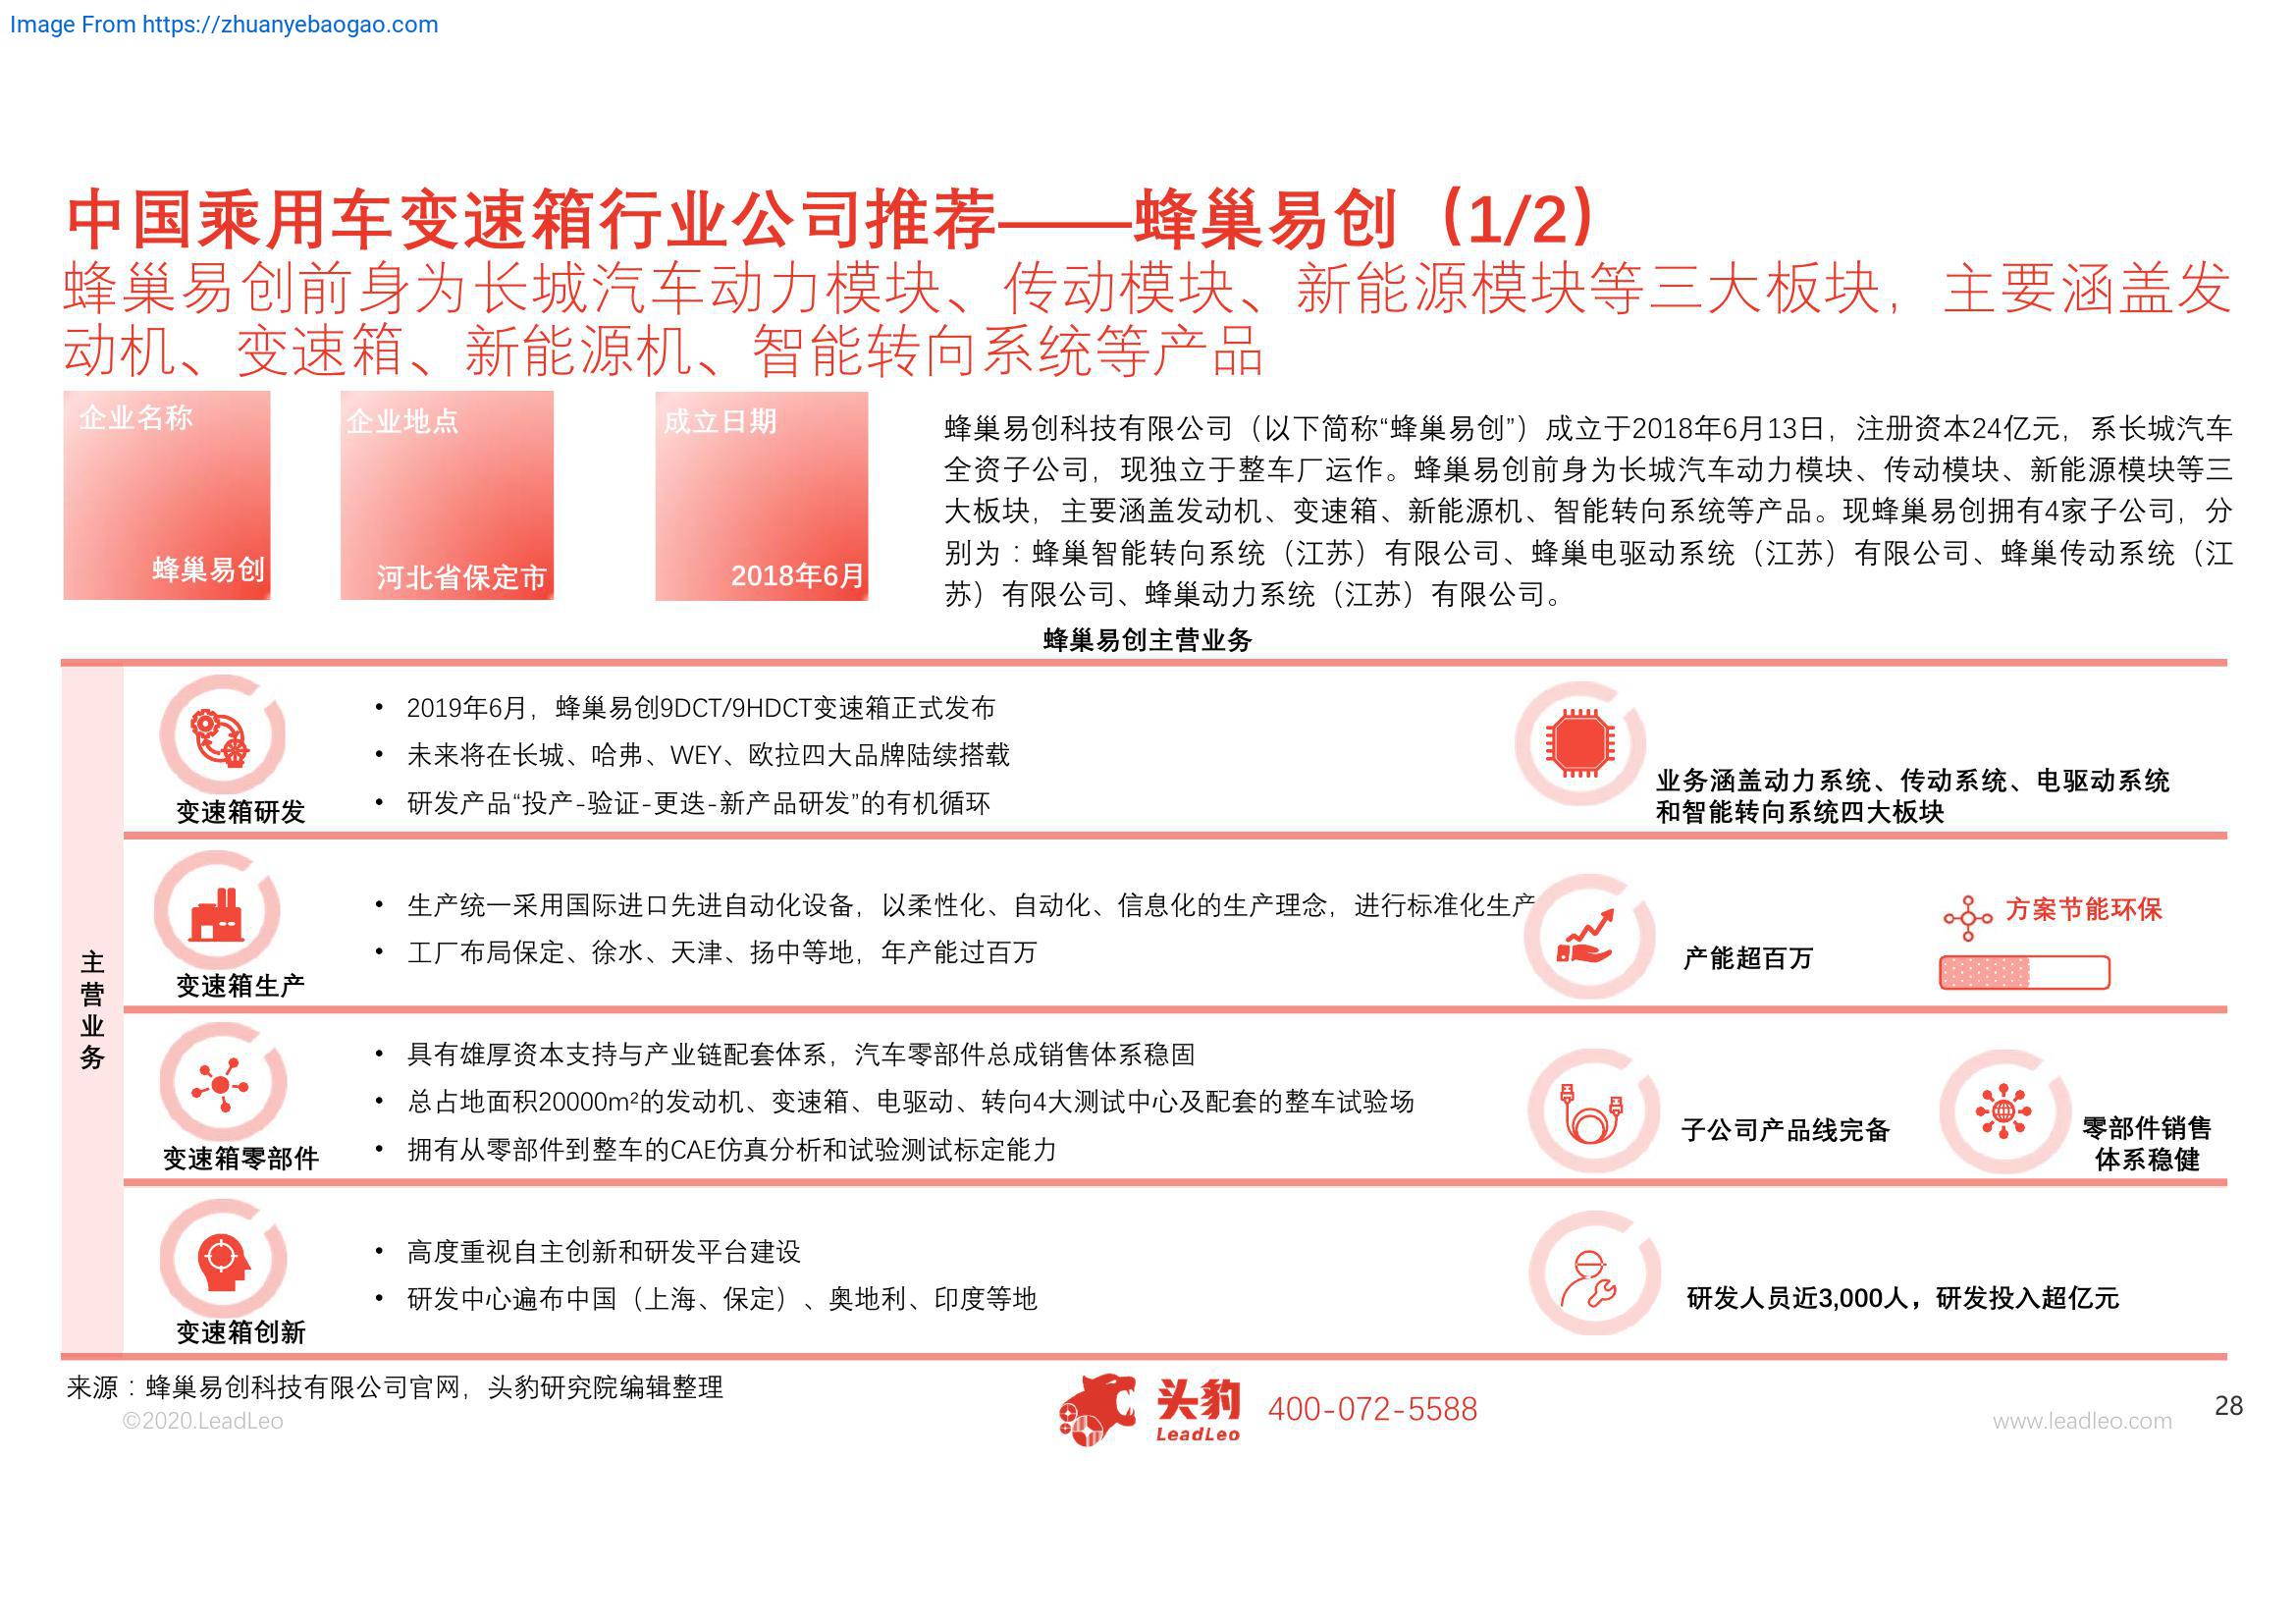 Image From https://zhuanyebaogao.com
中国乘用车变速箱行业公司推荐——蜂巢易创（1/2）
蜂巢易创前身为长城汽车动力模块、传动模块、新能源模块等三大板块，主要涵盖发
动机、变速箱、新能源机、智能转向系统等产品
企业名称
蜂巢易创
企业地点
河北省保定市
成立日期
2018年6月
蜂巢易创科技有限公司（以下简称“蜂巢易创”）成立于2018年6月13日，注册资本24亿元，系长城汽车
全资子公司，现独立于整车厂运作。蜂巢易创前身为长城汽车动力模块、传动模块、新能源模块等三
大板块，主要涵盖发动机、变速箱、新能源机、智能转向系统等产品。现蜂巢易创拥有4家子公司，分
别为：蜂巢智能转向系统（江苏）有限公司、蜂巢电驱动系统（江苏）有限公司、蜂巢传动系统（江
苏）有限公司、蜂巢动力系统（江苏）有限公司。
蜂巢易创主营业务
主营业务
变速箱研发
• 2019年6月，蜂巢易创9DCT/9HDCT变速箱正式发布
• 未来将在长城、哈弗、WEY、欧拉四大品牌陆续搭载
• 研发产品“投产-验证-更迭-新产品研发”的有机循环
业务涵盖动力系统、传动系统、电驱动系统
和智能转向系统四大板块
变速箱生产
• 生产统一采用国际进口先进自动化设备，以柔性化、自动化、信息化的生产理念，进行标准化生产
• 工厂布局保定、徐水、天津、扬中等地，年产能过百万
产能超百万
方案节能环保
变速箱零部件
• 具有雄厚资本支持与产业链配套体系，汽车零部件总成销售体系稳固
• 总占地面积20000m²的发动机、变速箱、电驱动、转向4大测试中心及配套的整车试验场
• 拥有从零部件到整车的CAE仿真分析和试验测试标定能力
子公司产品线完备
零部件销售
体系稳健
变速箱创新
• 高度重视自主创新和研发平台建设
• 研发中心遍布中国（上海、保定）、奥地利、印度等地
研发人员近3,000人，研发投入超亿元
来源：蜂巢易创科技有限公司官网，头豹研究院编辑整理
©2020.LeadLeo
头豹
LeadLeo
400-072-5588
www.leadleo.com
28